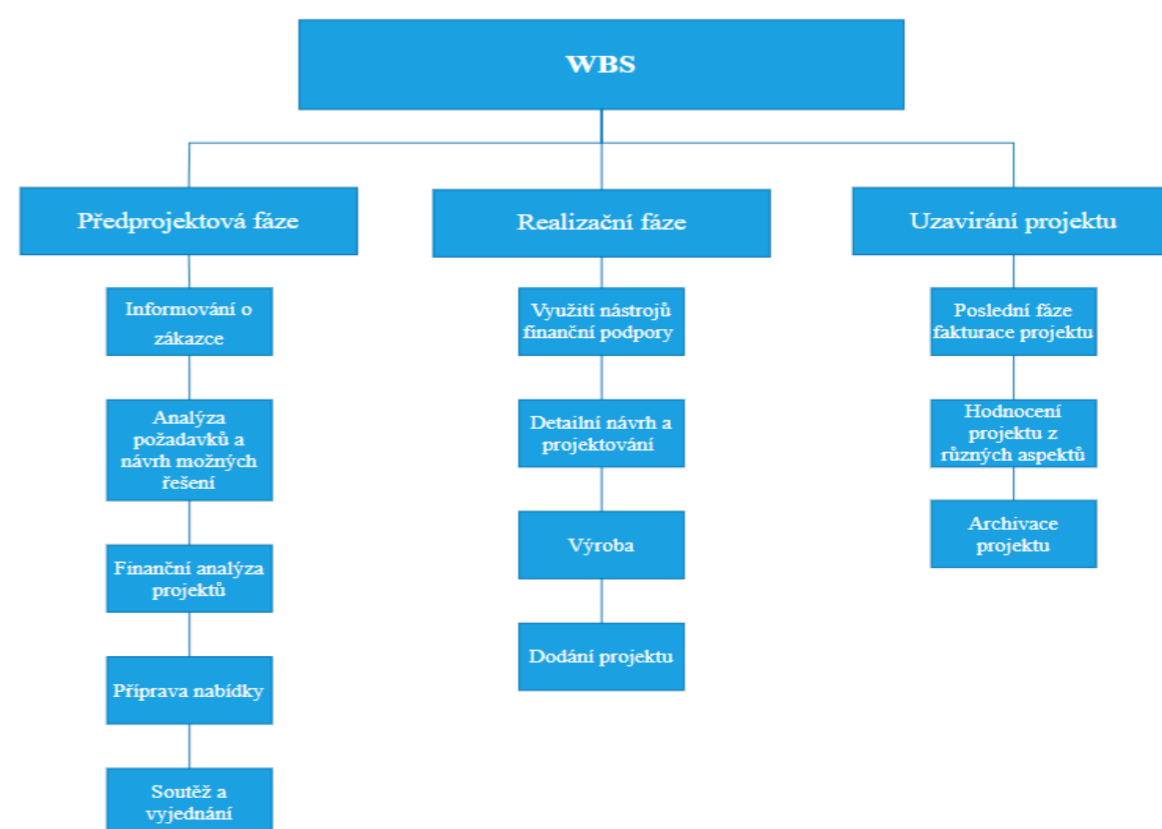 WBS
Předprojektová fáze
Realizační fáze
Uzavirání projektu
Informování o
zákazce
Analýza
požadavků a
návrh možných
řešení
Finanční analýza
projektů
Příprava nabídky
Soutěž a
vyjednání
Využití nástrojů
finanční podpory
Detailní návrh a
projektování
Výroba
Dodání projektu
Poslední fáze
fakturace projektu
Hodnocení
projektu z
různých aspektů
Archivace
projektu